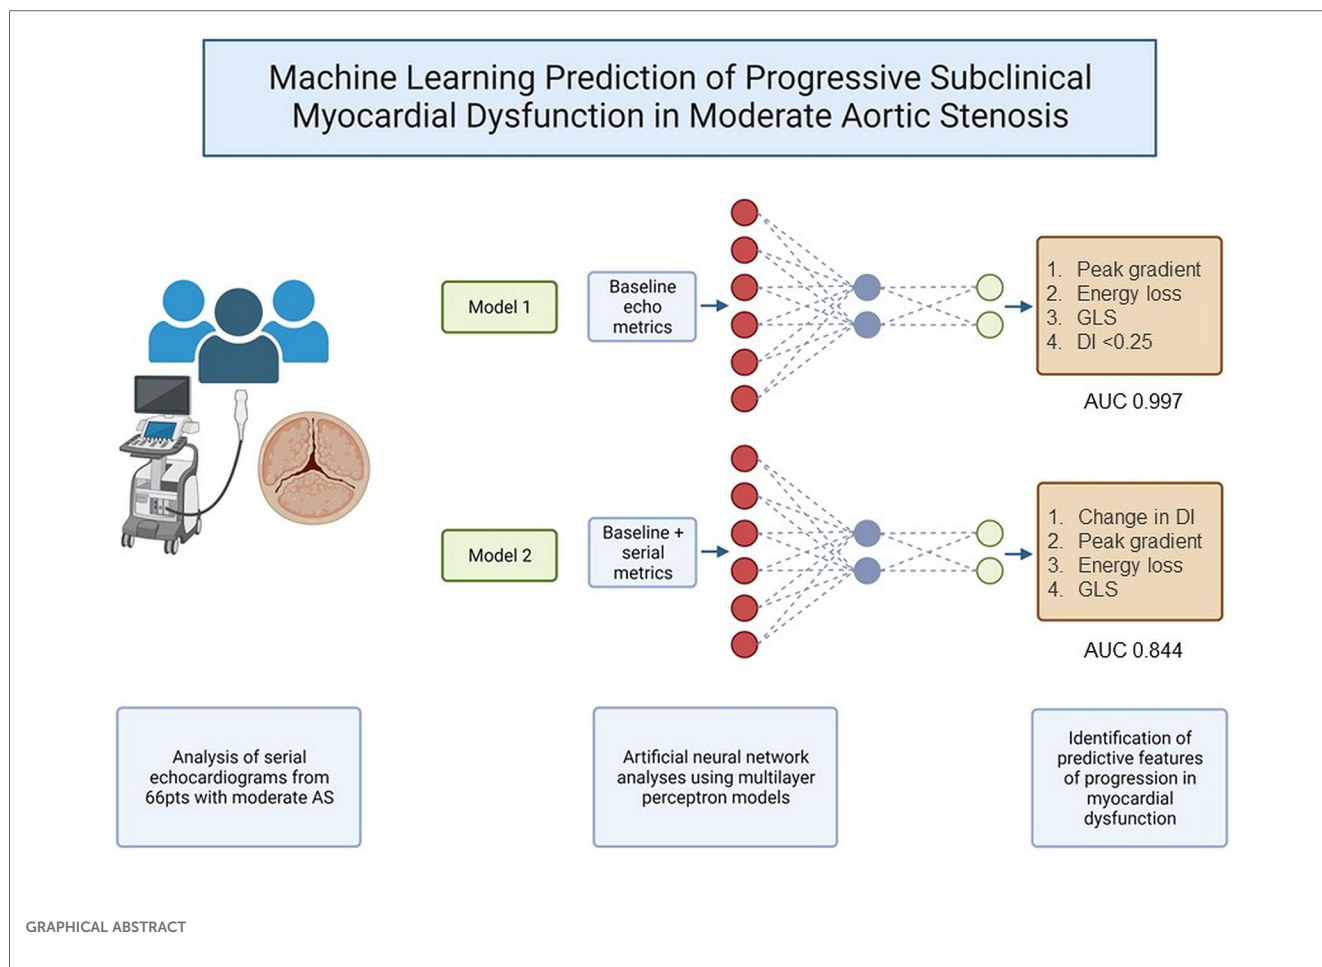 Machine Learning Prediction of Progressive Subclinical
Myocardial Dysfunction in Moderate Aortic Stenosis
Model 1
Baseline
echo
metrics
1. Peak gradient
2. Energy loss
3. GLS
4. DI <0.25
AUC 0.997
Model 2
Baseline +
serial
metrics
1. Change in DI
2. Peak gradient
3. Energy loss
4. GLS
AUC 0.844
Analysis of serial
echocardiograms from
66pts with moderate AS
Artificial neural network
analyses using multilayer
perceptron models
Identification of
predictive features
of progression in
myocardial
dysfunction
GRAPHICAL ABSTRACT